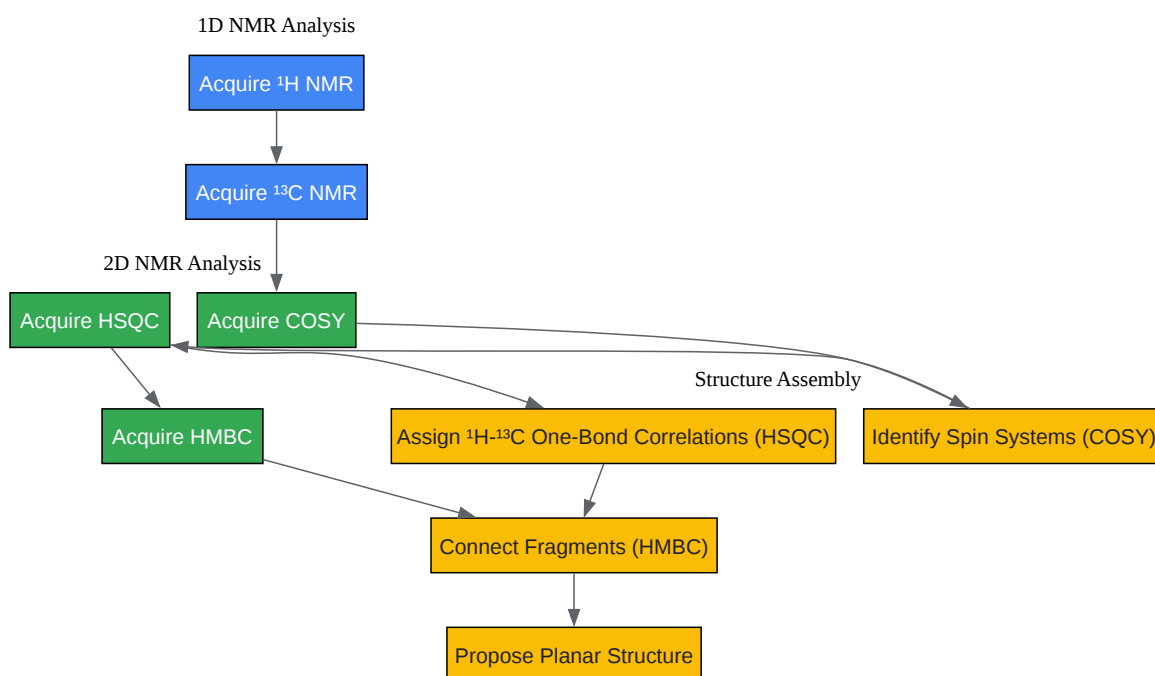 1D NMR Analysis
Acquire ¹H NMR
Acquire ¹³C NMR
2D NMR Analysis
Acquire HSQC
Acquire COSY
Structure Assembly
Acquire HMBC
Assign ¹H-¹³C One-Bond Correlations (HSQC)
Identify Spin Systems (COSY)
Connect Fragments (HMBC)
Propose Planar Structure